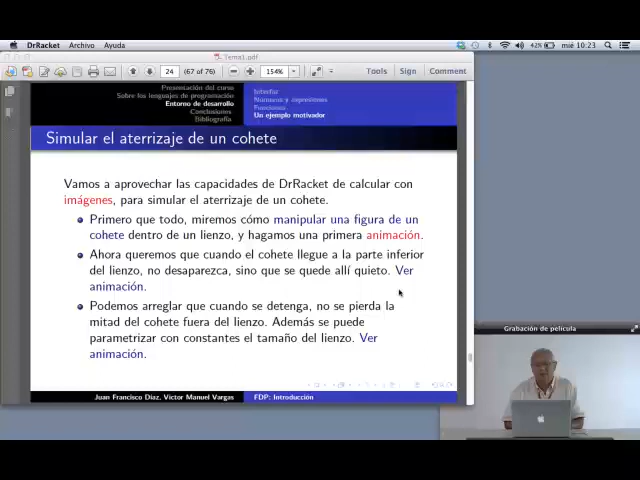 DrRacket Archivo Ayuda 42% mié 10:23
Tema1.pdf
24 (67 of 76) 154% Tools Sign Comment
Presentación del curso
Sobre los lenguajes de programación
Entorno de desarrollo
Conclusiones
Bibliografía
Números y expresiones
Funciones
Un ejemplo motivador
Simular el aterrizaje de un cohete
Vamos a aprovechar las capacidades de DrRacket de calcular con
imágenes, para simular el aterrizaje de un cohete.
Primero que todo, miremos cómo manipular una figura de un
cohete dentro de un lienzo, y hagamos una primera animación.
Ahora queremos que cuando el cohete llegue a la parte inferior
del lienzo, no desaparezca, sino que se quede allí quieto. Ver
animación.
Podemos arreglar que cuando se detenga, no se pierda la
mitad del cohete fuera del lienzo. Además se puede
parametrizar con constantes el tamaño del lienzo. Ver
animación.
Juan Francisco Díaz, Victor Manuel Vargas FDP: Introducción
Grabación de película